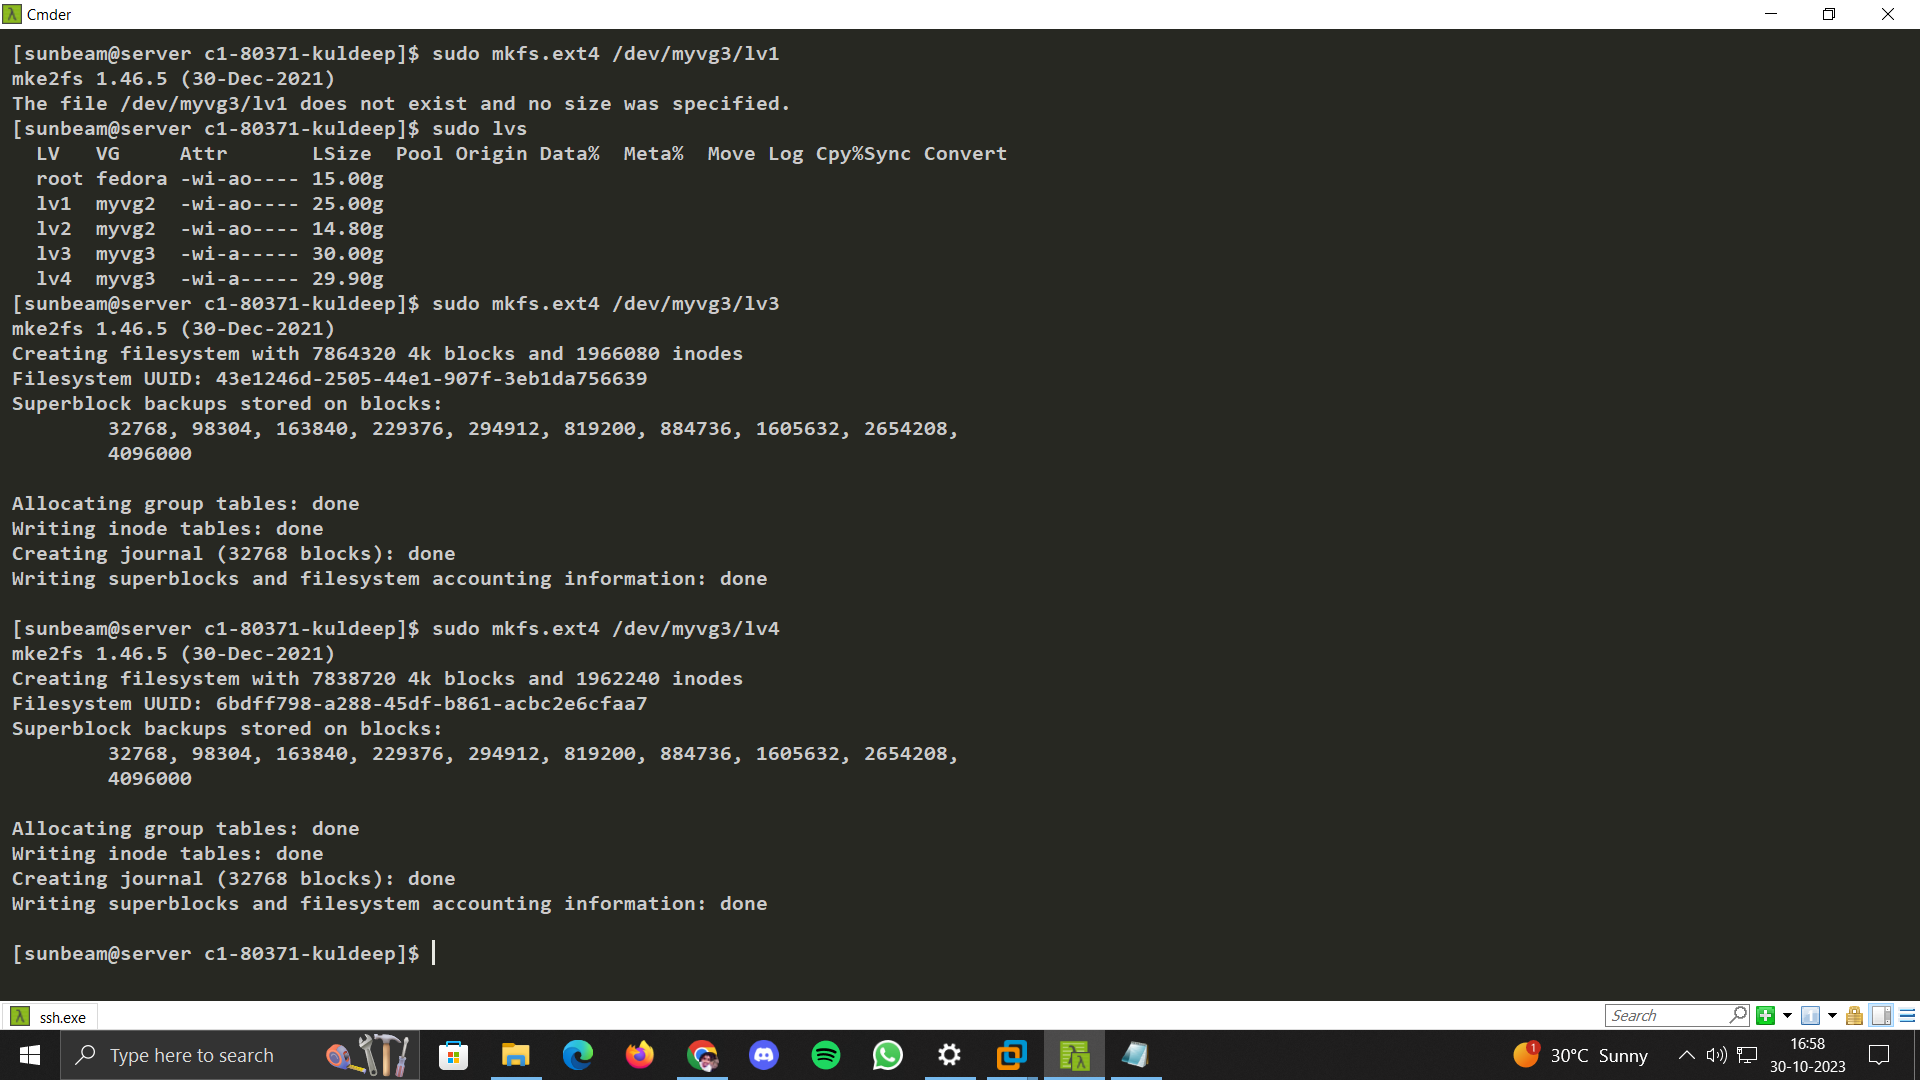 Cmder
[sunbeam@server c1-80371-kuldeep]$ sudo mkfs.ext4 /dev/myvg3/lv1
mke2fs 1.46.5 (30-Dec-2021)
The file /dev/myvg3/lv1 does not exist and no size was specified.
[sunbeam@server c1-80371-kuldeep]$ sudo lvs
  LV   VG     Attr       LSize  Pool Origin Data%  Meta%  Move Log Cpy%Sync Convert
  root fedora -wi-ao---- 15.00g
  lv1  myvg2  -wi-ao---- 25.00g
  lv2  myvg2  -wi-ao---- 14.80g
  lv3  myvg3  -wi-a----- 30.00g
  lv4  myvg3  -wi-a----- 29.90g
[sunbeam@server c1-80371-kuldeep]$ sudo mkfs.ext4 /dev/myvg3/lv3
mke2fs 1.46.5 (30-Dec-2021)
Creating filesystem with 7864320 4k blocks and 1966080 inodes
Filesystem UUID: 43e1246d-2505-44e1-907f-3eb1da756639
Superblock backups stored on blocks:
        32768, 98304, 163840, 229376, 294912, 819200, 884736, 1605632, 2654208,
        4096000
Allocating group tables: done
Writing inode tables: done
Creating journal (32768 blocks): done
Writing superblocks and filesystem accounting information: done
[sunbeam@server c1-80371-kuldeep]$ sudo mkfs.ext4 /dev/myvg3/lv4
mke2fs 1.46.5 (30-Dec-2021)
Creating filesystem with 7838720 4k blocks and 1962240 inodes
Filesystem UUID: 6bdff798-a288-45df-b861-acbc2e6cfaa7
Superblock backups stored on blocks:
        32768, 98304, 163840, 229376, 294912, 819200, 884736, 1605632, 2654208,
        4096000
Allocating group tables: done
Writing inode tables: done
Creating journal (32768 blocks): done
Writing superblocks and filesystem accounting information: done
[sunbeam@server c1-80371-kuldeep]$
ssh.exe
Search
Type here to search
1
30°C Sunny
16:58
30-10-2023